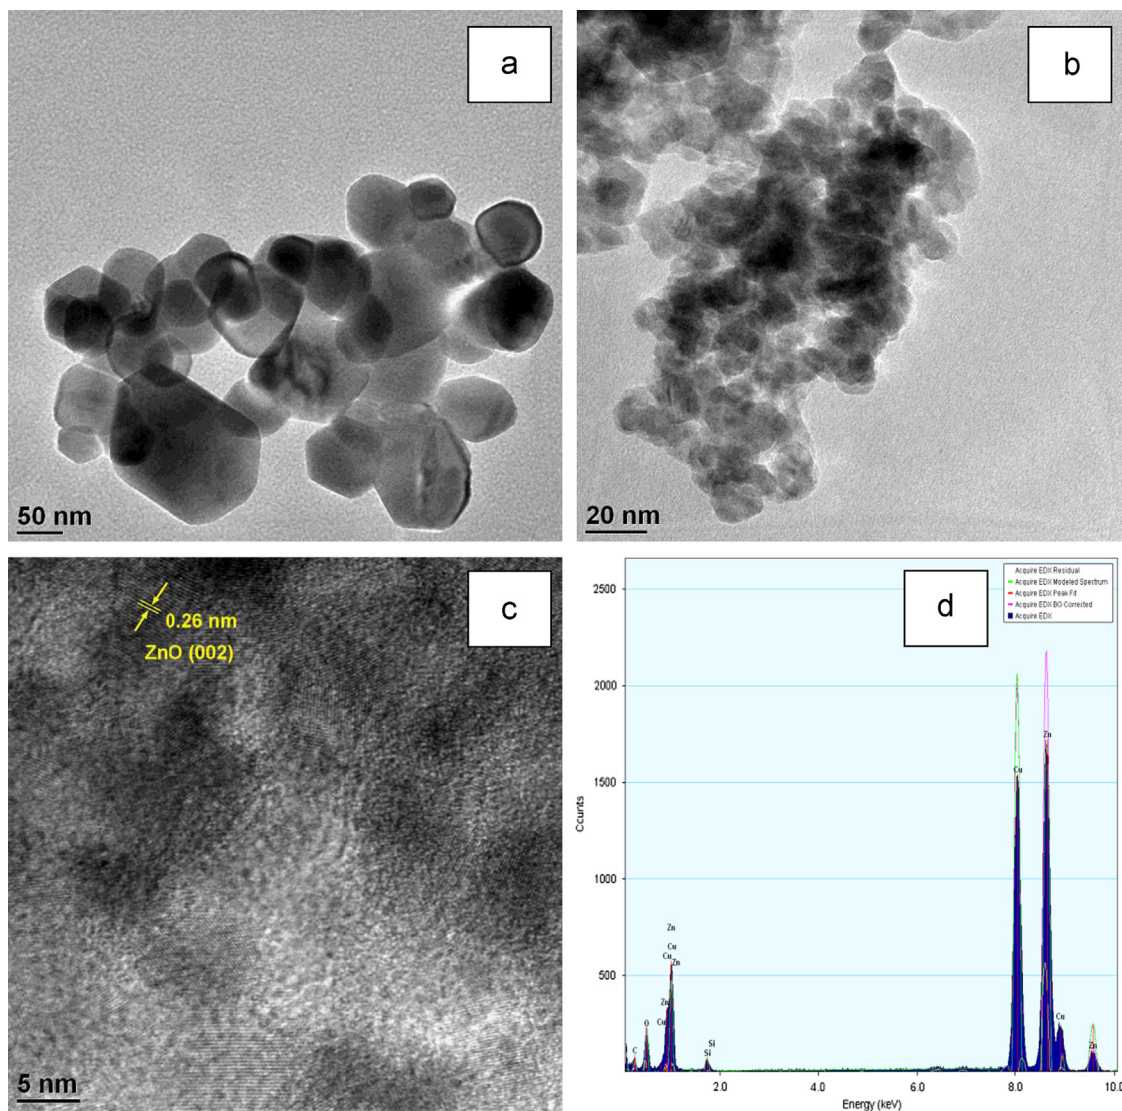 a
50 nm
b
20 nm
c
0.26 nm
ZnO (002)
5 nm
d
Acquire EDX Residual
Acquire EDX Modeled Spectrum
Acquire EDX Peak Fit
Acquire EDX BG Corrected
Acquire EDX
2500
2000
1500
1000
500
Counts
Zn
Cu
Cu
Zn
Zn
Cu
O
C
Si
Si
Cu
Zn
Cu
Zn
2.0
4.0
6.0
8.0
10.0
Energy (keV)